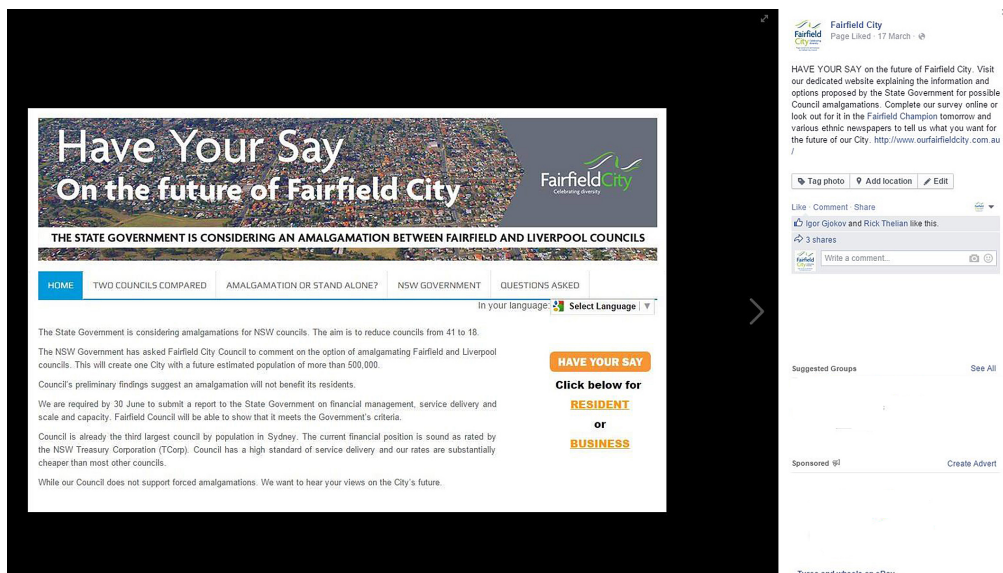 Have Your Say
On the future of Fairfield City
FairfieldCity
Celebrating diversity
THE STATE GOVERNMENT IS CONSIDERING AN AMALGAMATION BETWEEN FAIRFIELD AND LIVERPOOL COUNCILS
HOME
TWO COUNCILS COMPARED
AMALGAMATION OR STAND ALONE?
NSW GOVERNMENT
QUESTIONS ASKED
In your language: Select Language ▼
The State Government is considering amalgamations for NSW councils. The aim is to reduce councils from 41 to 18.
The NSW Government has asked Fairfield City Council to comment on the option of amalgamating Fairfield and Liverpool
councils. This will create one City with a future estimated population of more than 500,000.
Council's preliminary findings suggest an amalgamation will not benefit its residents.
We are required by 30 June to submit a report to the State Government on financial management, service delivery and
scale and capacity. Fairfield Council will be able to show that it meets the Government's criteria.
Council is already the third largest council by population in Sydney. The current financial position is sound as rated by
the NSW Treasury Corporation (TCorp). Council has a high standard of service delivery and our rates are substantially
cheaper than most other councils.
While our Council does not support forced amalgamations. We want to hear your views on the City's future.
HAVE YOUR SAY
Click below for
RESIDENT
or
BUSINESS
Fairfield City
Page Liked · 17 March ·
HAVE YOUR SAY on the future of Fairfield City. Visit
our dedicated website explaining the information and
options proposed by the State Government for possible
Council amalgamations. Complete our survey online or
look out for it in the Fairfield Champion tomorrow and
various ethnic newspapers to tell us what you want for
the future of our City. http://www.ourfairfieldcity.com.au
/
Tag photo
Add location
Edit
Like · Comment · Share
Igor Gjokov and Rick Thelian like this.
3 shares
Write a comment...
Suggested Groups
See All
Sponsored
Create Advert